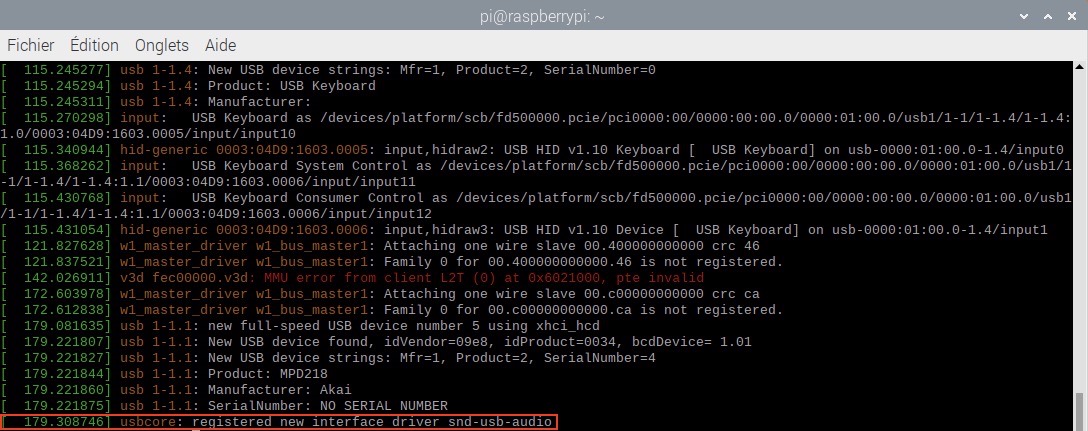 pi@raspberrypi: ~
Fichier Édition Onglets Aide
[  115.245277] usb 1-1.4: New USB device strings: Mfr=1, Product=2, SerialNumber=0
[  115.245294] usb 1-1.4: Product: USB Keyboard
[  115.245311] usb 1-1.4: Manufacturer:
[  115.270298] input:   USB Keyboard as /devices/platform/scb/fd500000.pcie/pci0000:00/0000:00:00.0/0000:01:00.0/usb1/1-1/1-1.4/1-1.4:
1.0/0003:04D9:1603.0005/input/input10
[  115.340944] hid-generic 0003:04D9:1603.0005: input,hidraw2: USB HID v1.10 Keyboard [  USB Keyboard] on usb-0000:01:00.0-1.4/input0
[  115.368262] input:   USB Keyboard System Control as /devices/platform/scb/fd500000.pcie/pci0000:00/0000:00:00.0/0000:01:00.0/usb1/1
-1/1-1.4/1-1.4:1.1/0003:04D9:1603.0006/input/input11
[  115.430768] input:   USB Keyboard Consumer Control as /devices/platform/scb/fd500000.pcie/pci0000:00/0000:00:00.0/0000:01:00.0/usb1
/1-1/1-1.4/1-1.4:1.1/0003:04D9:1603.0006/input/input12
[  115.431054] hid-generic 0003:04D9:1603.0006: input,hidraw3: USB HID v1.10 Device [  USB Keyboard] on usb-0000:01:00.0-1.4/input1
[  121.827628] w1_master_driver w1_bus_master1: Attaching one wire slave 00.400000000000 crc 46
[  121.837521] w1_master_driver w1_bus_master1: Family 0 for 00.400000000000.46 is not registered.
[  142.026911] v3d fec00000.v3d: MMU error from client L2T (0) at 0x6021000, pte invalid
[  172.603978] w1_master_driver w1_bus_master1: Attaching one wire slave 00.c00000000000 crc ca
[  172.612838] w1_master_driver w1_bus_master1: Family 0 for 00.c00000000000.ca is not registered.
[  179.081635] usb 1-1.1: new full-speed USB device number 5 using xhci_hcd
[  179.221807] usb 1-1.1: New USB device found, idVendor=09e8, idProduct=0034, bcdDevice= 1.01
[  179.221827] usb 1-1.1: New USB device strings: Mfr=1, Product=2, SerialNumber=4
[  179.221844] usb 1-1.1: Product: MPD218
[  179.221860] usb 1-1.1: Manufacturer: Akai
[  179.221875] usb 1-1.1: SerialNumber: NO SERIAL NUMBER
[  179.308746] usbcore: registered new interface driver snd-usb-audio